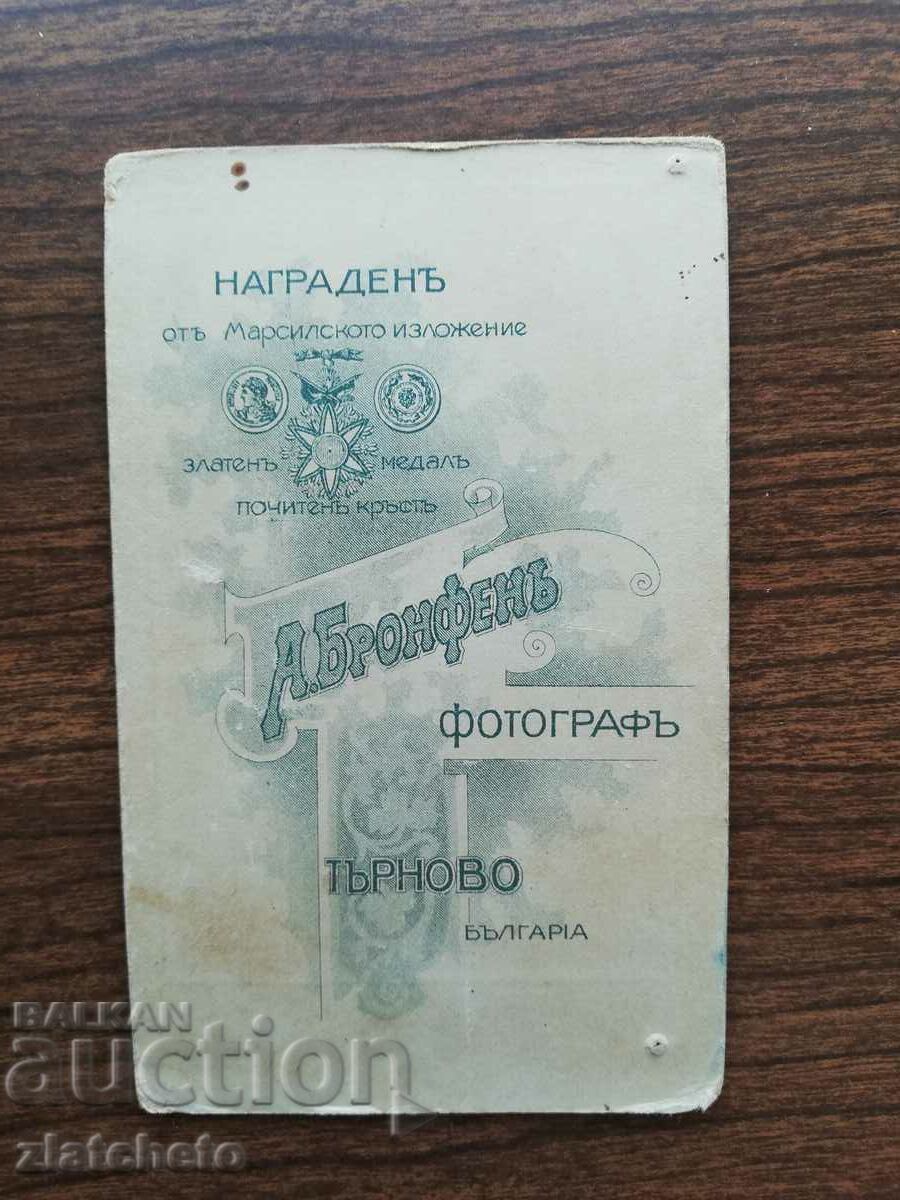 НАГРАДЕНЪ
отъ Марсилското изложение
златенъ медалъ
почитенъ кръстъ
А. Бронфенъ
фотографъ
ТЪРНОВО
БЪЛГАРІА
BALKAN
auction
zlatcheto